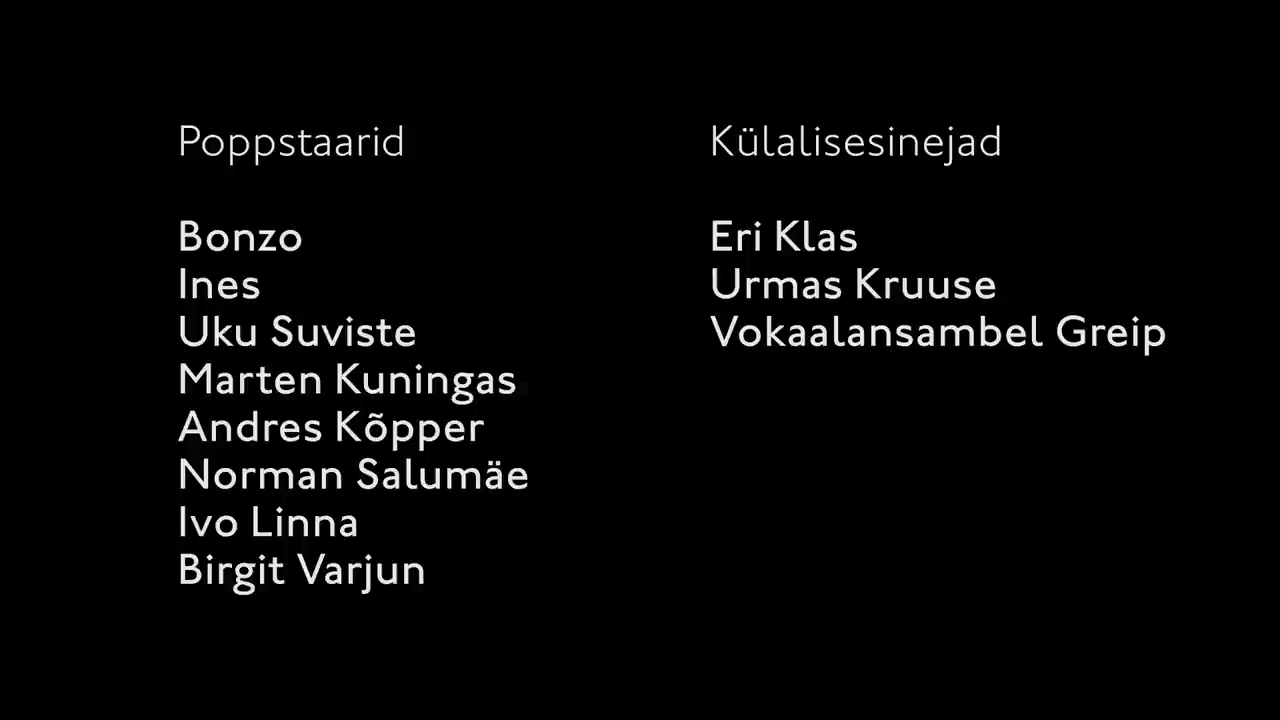 Poppstaarid
Bonzo
Ines
Uku Suviste
Marten Kuningas
Andres Kõpper
Norman Salumäe
Ivo Linna
Birgit Varjun
Külalisesinejad
Eri Klas
Urmas Kruuse
Vokaalansambel Greip